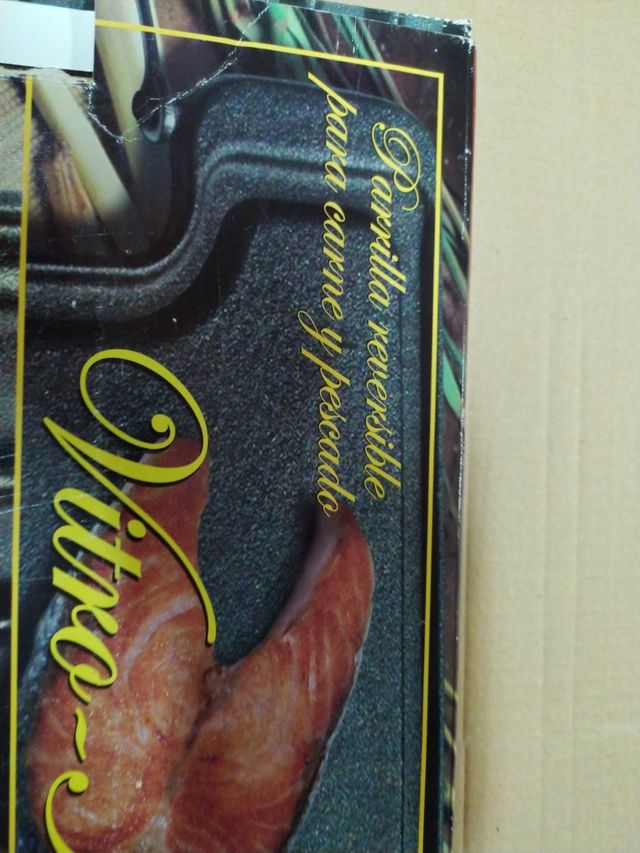 Parrilla reversible
para carne y pescado
Vitro-